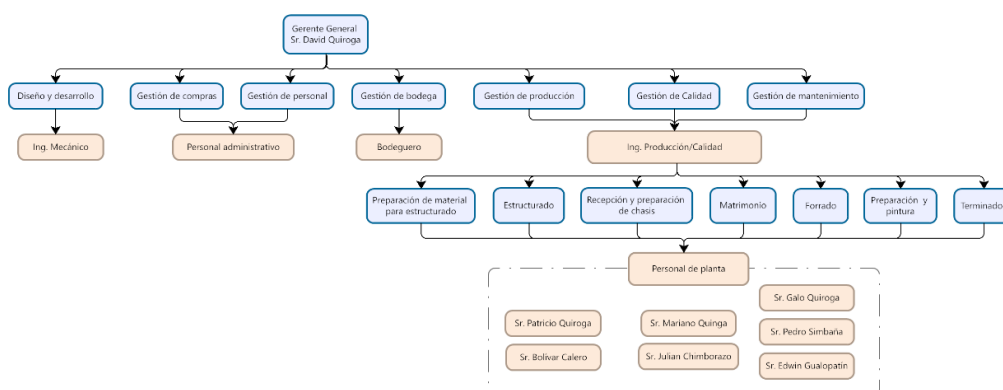 Gerente General
Sr. David Quiroga
Diseño y desarrollo
Gestión de compras
Gestión de personal
Gestión de bodega
Gestión de producción
Gestión de Calidad
Gestión de mantenimiento
Ing. Mecánico
Personal administrativo
Bodeguero
Ing. Producción/Calidad
Preparación de material
para estructurado
Estructurado
Recepción y preparación
de chasis
Matrimonio
Forrado
Preparación y
pintura
Terminado
Personal de planta
Sr. Galo Quiroga
Sr. Patricio Quiroga
Sr. Mariano Quinga
Sr. Pedro Simbaña
Sr. Bolívar Calero
Sr. Julian Chimborazo
Sr. Edwin Gualopatín